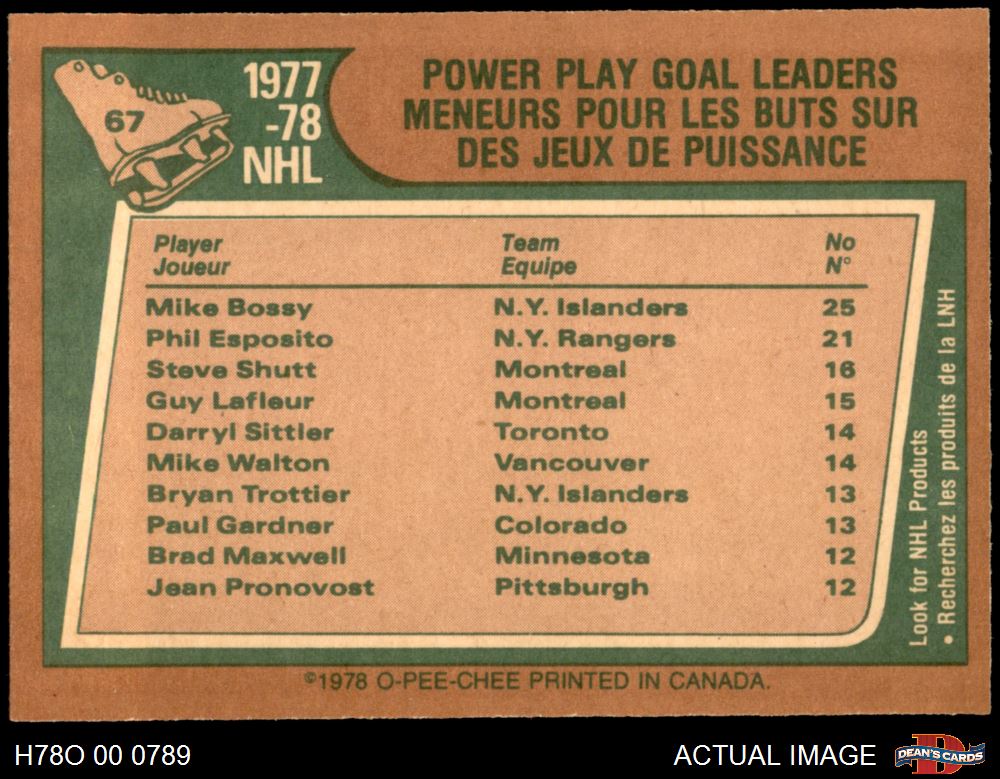 67
1977
-78
NHL
POWER PLAY GOAL LEADERS
MENEURS POUR LES BUTS SUR
DES JEUX DE PUISSANCE
Player Team No
Joueur Equipe N°
Mike Bossy N.Y. Islanders 25
Phil Esposito N.Y. Rangers 21
Steve Shutt Montreal 16
Guy Lafleur Montreal 15
Darryl Sittler Toronto 14
Mike Walton Vancouver 14
Bryan Trottier N.Y. Islanders 13
Paul Gardner Colorado 13
Brad Maxwell Minnesota 12
Jean Pronovost Pittsburgh 12
Look for NHL Products
• Recherchez les produits de la LNH
©1978 O-PEE-CHEE PRINTED IN CANADA.
H78O 00 0789
ACTUAL IMAGE
DEAN'S CARDS